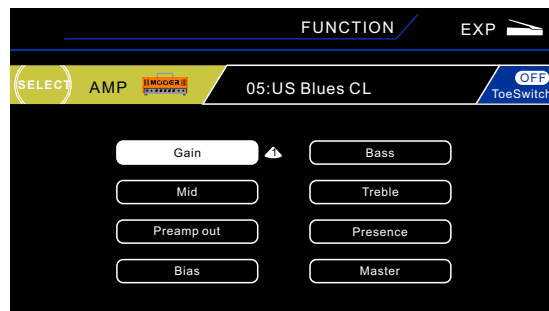 FUNCTION EXP
SELECT AMP MOOER 05:US Blues CL OFF
ToeSwitch
Gain 1 Bass
Mid Treble
Preamp out Presence
Bias Master